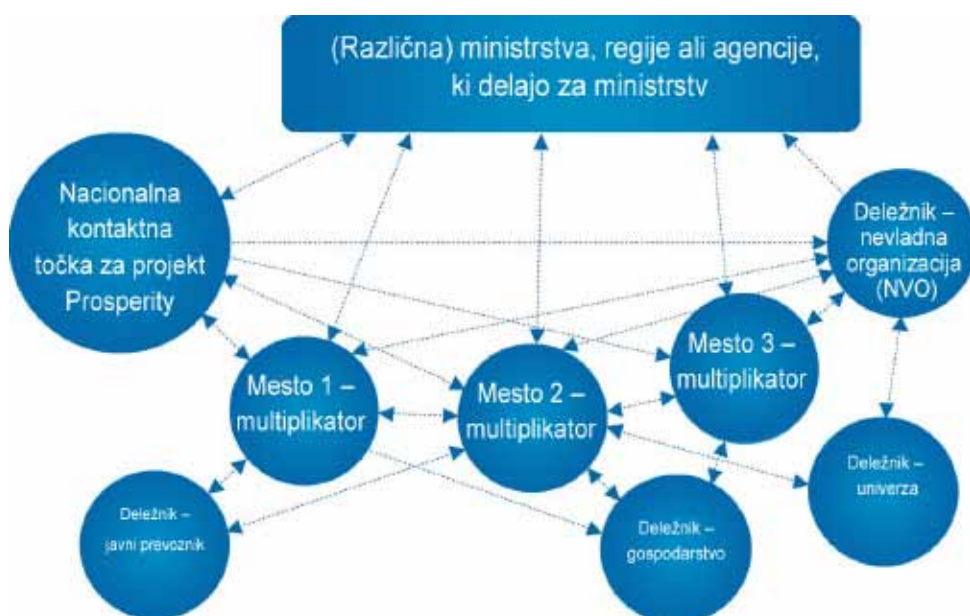 (Različna) ministrstva, regije ali agencije,
ki delajo za ministrstv
Nacionalna
kontaktna
točka za projekt
Prosperity
Deležnik –
nevladna
organizacija
(NVO)
Mesto 1 –
multiplikator
Mesto 2 –
multiplikator
Mesto 3 –
multiplikator
Deležnik –
javni prevoznik
Deležnik –
gospodarstvo
Deležnik –
univerza